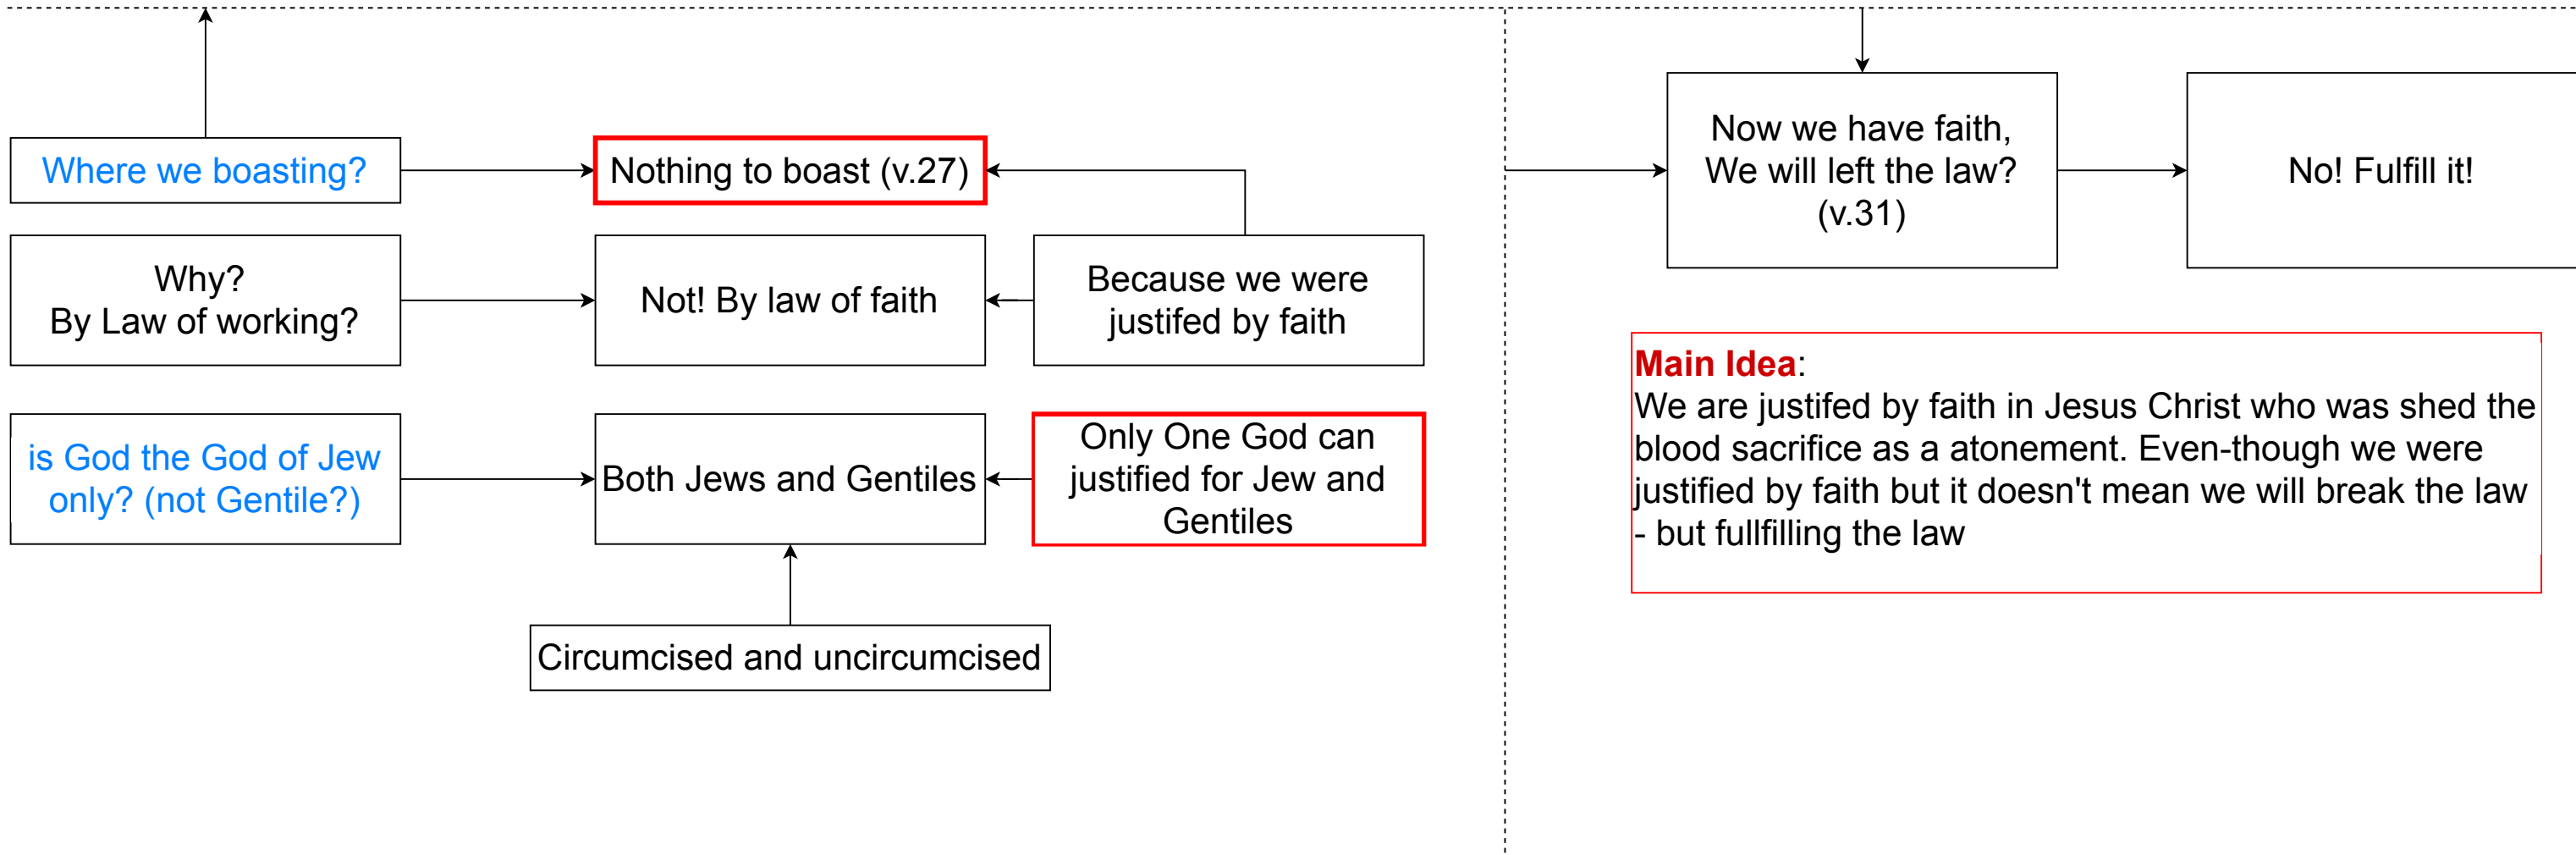 Where we boasting?
Nothing to boast (v.27)
Why?
By Law of working?
Not! By law of faith
Because we were
justifed by faith
is God the God of Jew
only? (not Gentile?)
Both Jews and Gentiles
Only One God can
justified for Jew and
Gentiles
Circumcised and uncircumcised
Now we have faith,
We will left the law?
(v.31)
No! Fulfill it!
Main Idea:
We are justifed by faith in Jesus Christ who was shed the
blood sacrifice as a atonement. Even-though we were
justified by faith but it doesn't mean we will break the law
- but fullfilling the law